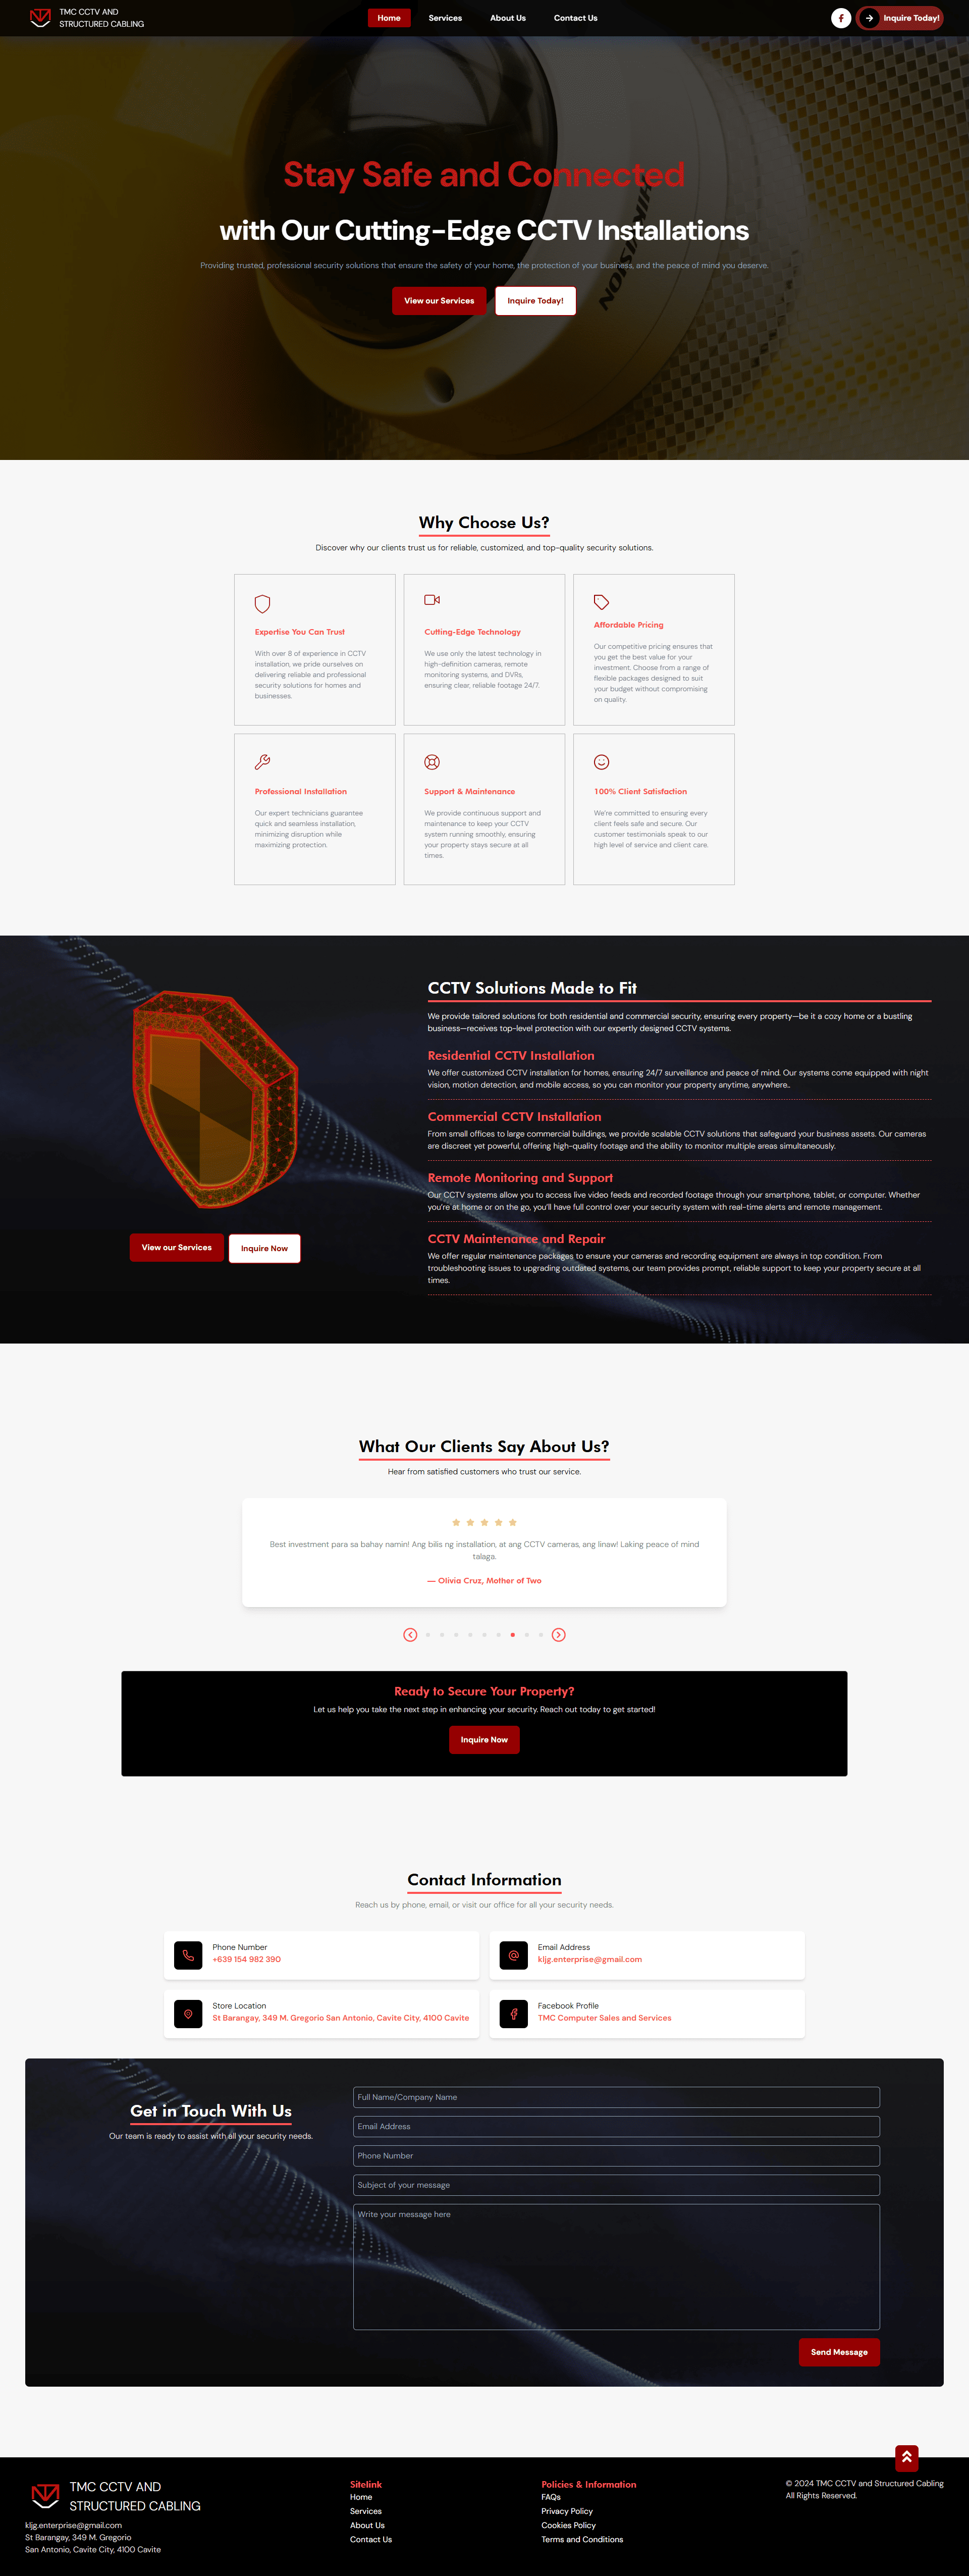 TMC CCTV AND
STRUCTURED CABLING
Home
Services
About Us
Contact Us
Inquire Today!
Stay Safe and Connected
with Our Cutting-Edge CCTV Installations
Providing trusted, professional security solutions that ensure the safety of your home, the protection of your business, and the peace of mind you deserve.
View our Services
Inquire Today!
HIKVISION
Why Choose Us?
Discover why our clients trust us for reliable, customized, and top-quality security solutions.
Expertise You Can Trust
With over 8 of experience in CCTV
installation, we pride ourselves on
delivering reliable and professional
security solutions for homes and
businesses.
Cutting-Edge Technology
We use only the latest technology in
high-definition cameras, remote
monitoring systems, and DVRs,
ensuring clear, reliable footage 24/7.
Affordable Pricing
Our competitive pricing ensures that
you get the best value for your
investment. Choose from a range of
flexible packages designed to suit
your budget without compromising
on quality.
Professional Installation
Our expert technicians guarantee
quick and seamless installation,
minimizing disruption while
maximizing protection.
Support & Maintenance
We provide continuous support and
maintenance to keep your CCTV
system running smoothly, ensuring
your property stays secure at all
times.
100% Client Satisfaction
We're committed to ensuring every
client feels safe and secure. Our
customer testimonials speak to our
high level of service and client care.
View our Services
Inquire Now
CCTV Solutions Made to Fit
We provide tailored solutions for both residential and commercial security, ensuring every property—be it a cozy home or a bustling
business—receives top-level protection with our expertly designed CCTV systems.
Residential CCTV Installation
We offer customized CCTV installation for homes, ensuring 24/7 surveillance and peace of mind. Our systems come equipped with night
vision, motion detection, and mobile access, so you can monitor your property anytime, anywhere..
Commercial CCTV Installation
From small offices to large commercial buildings, we provide scalable CCTV solutions that safeguard your business assets. Our cameras
are discreet yet powerful, offering high-quality footage and the ability to monitor multiple areas simultaneously.
Remote Monitoring and Support
Our CCTV systems allow you to access live video feeds and recorded footage through your smartphone, tablet, or computer. Whether
you're at home or on the go, you'll have full control over your security system with real-time alerts and remote management.
CCTV Maintenance and Repair
We offer regular maintenance packages to ensure your cameras and recording equipment are always in top condition. From
troubleshooting issues to upgrading outdated systems, our team provides prompt, reliable support to keep your property secure at all
times.
What Our Clients Say About Us?
Hear from satisfied customers who trust our service.
Best investment para sa bahay namin! Ang bilis ng installation, at ang CCTV cameras, ang linaw! Laking peace of mind
talaga.
— Olivia Cruz, Mother of Two
Ready to Secure Your Property?
Let us help you take the next step in enhancing your security. Reach out today to get started!
Inquire Now
Contact Information
Reach us by phone, email, or visit our office for all your security needs.
Phone Number
+639 154 982 390
Email Address
kljg.enterprise@gmail.com
Store Location
St Barangay, 349 M. Gregorio San Antonio, Cavite City, 4100 Cavite
Facebook Profile
TMC Computer Sales and Services
Get in Touch With Us
Our team is ready to assist with all your security needs.
Full Name/Company Name
Email Address
Phone Number
Subject of your message
Write your message here
Send Message
TMC CCTV AND
STRUCTURED CABLING
kljg.enterprise@gmail.com
St Barangay, 349 M. Gregorio
San Antonio, Cavite City, 4100 Cavite
Sitelink
Home
Services
About Us
Contact Us
Policies & Information
FAQs
Privacy Policy
Cookies Policy
Terms and Conditions
© 2024 TMC CCTV and Structured Cabling
All Rights Reserved.